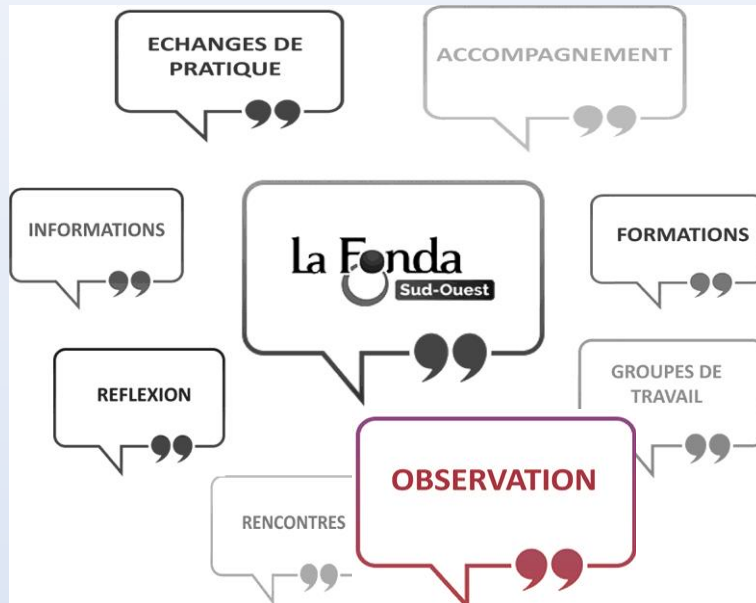 ECHANGES DE
PRATIQUE
ACCOMPAGNEMENT
INFORMATIONS
La Fonda
Sud-Ouest
FORMATIONS
REFLEXION
GROUPES DE
TRAVAIL
OBSERVATION
RENCONTRES